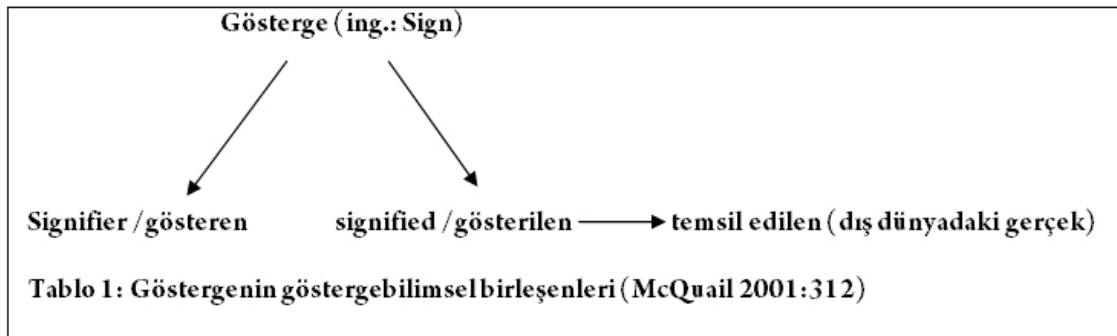 Gösterge (ing.: Sign)
Signifier /gösteren signified /gösterilen temsil edilen (dış dünyadaki gerçek)
Tablo 1: Göstergenin göstergebilimsel birleşenleri (McQuail 2001:312)